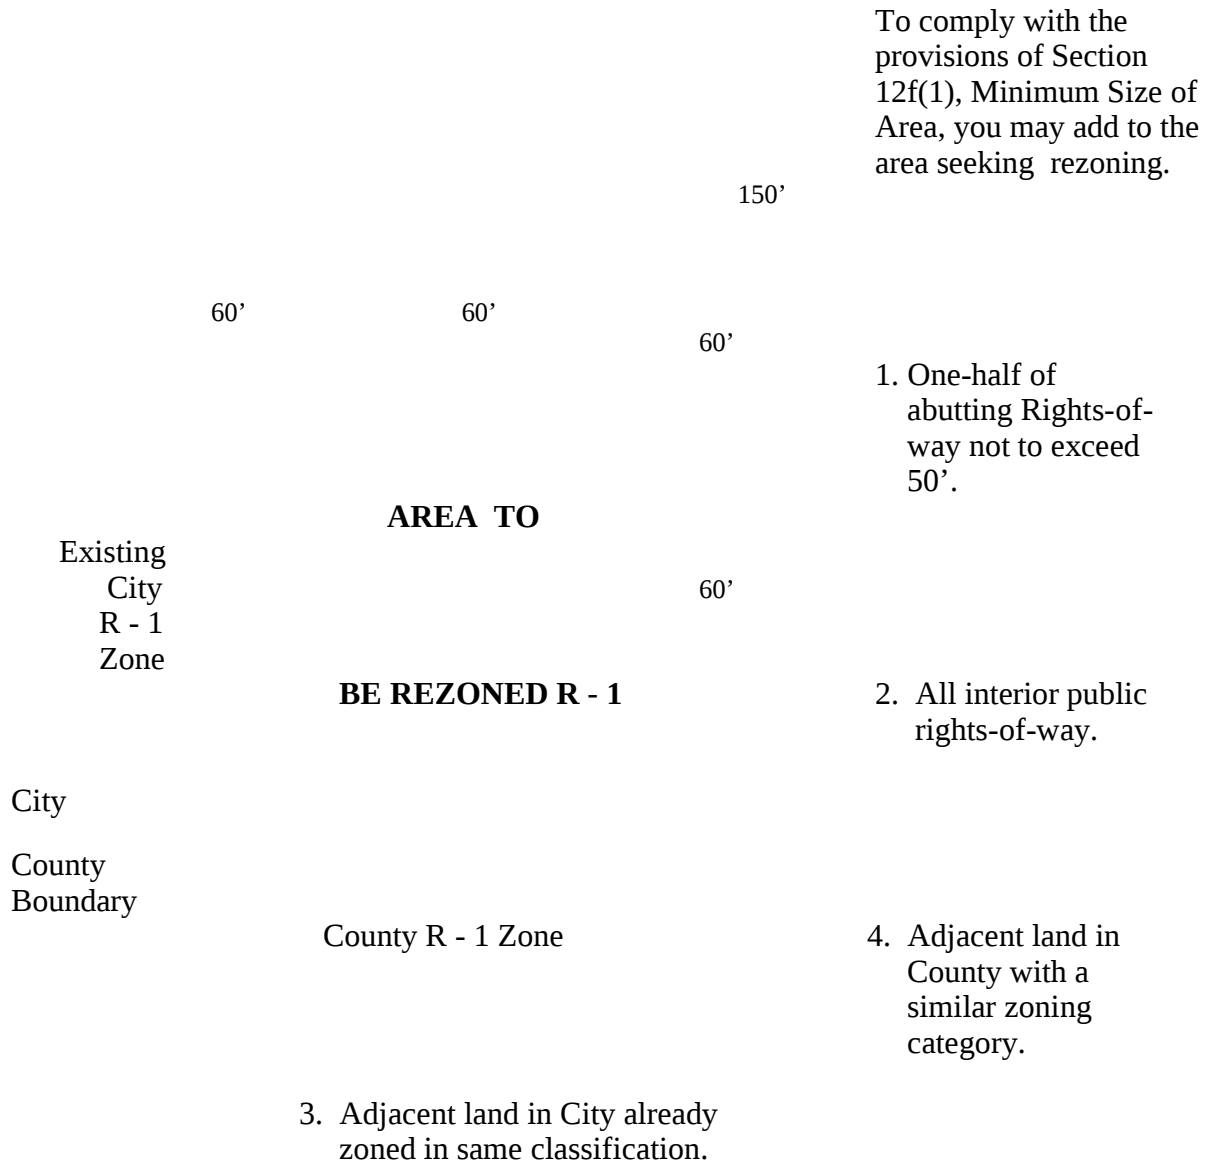 To comply with the
provisions of Section
12f(1), Minimum Size of
Area, you may add to the
area seeking rezoning.
150’
60’ 60’
60’
1. One-half of
abutting Rights-of-
way not to exceed
50’.
AREA TO
Existing
City
R - 1
Zone
60’
BE REZONED R - 1
2. All interior public
rights-of-way.
City
County
Boundary
County R - 1 Zone
4. Adjacent land in
County with a
similar zoning
category.
3. Adjacent land in City already
zoned in same classification.